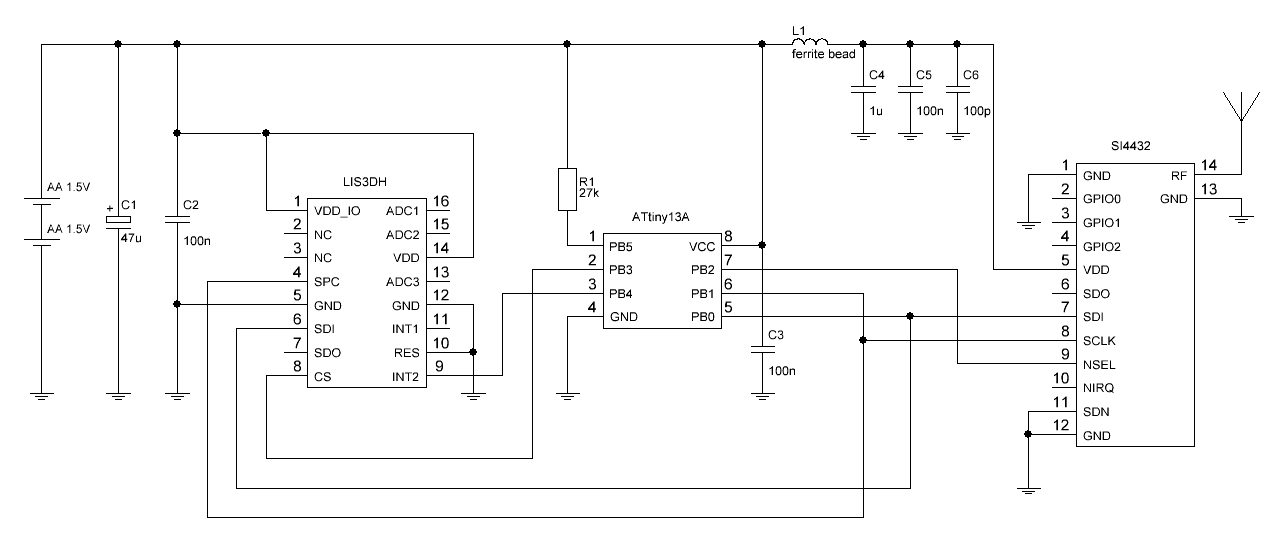 L1
ferrite bead
C4
1u
C5
100n
C6
100p
AA 1.5V
AA 1.5V
+
C1
47u
C2
100n
LIS3DH
1 VDD_IO ADC1 16
2 NC ADC2 15
3 NC VDD 14
4 SPC ADC3 13
5 GND GND 12
6 SDI INT1 11
7 SDO RES 10
8 CS INT2 9
R1
27k
ATtiny13A
1 PB5 VCC 8
2 PB3 PB2 7
3 PB4 PB1 6
4 GND PB0 5
C3
100n
SI4432
1 GND RF 14
2 GPIO0 GND 13
3 GPIO1
4 GPIO2
5 VDD
6 SDO
7 SDI
8 SCLK
9 NSEL
10 NIRQ
11 SDN
12 GND